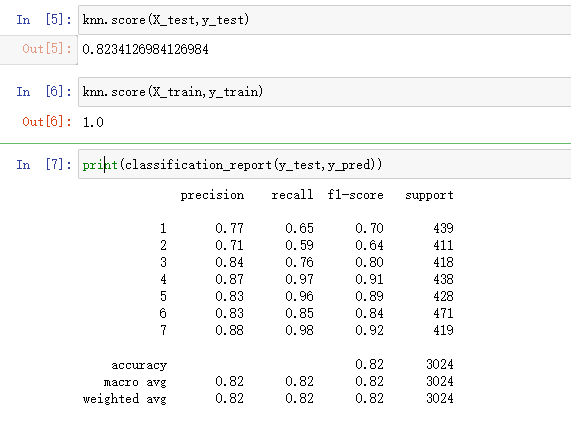 In [5]: knn.score(X_test,y_test)
Out[5]: 0.8234126984126984
In [6]: knn.score(X_train,y_train)
Out[6]: 1.0
In [7]: print(classification_report(y_test,y_pred))
precision recall f1-score support
1 0.77 0.65 0.70 439
2 0.71 0.59 0.64 411
3 0.84 0.76 0.80 418
4 0.87 0.97 0.91 438
5 0.83 0.96 0.89 428
6 0.83 0.85 0.84 471
7 0.88 0.98 0.92 419
accuracy 0.82 3024
macro avg 0.82 0.82 0.82 3024
weighted avg 0.82 0.82 0.82 3024